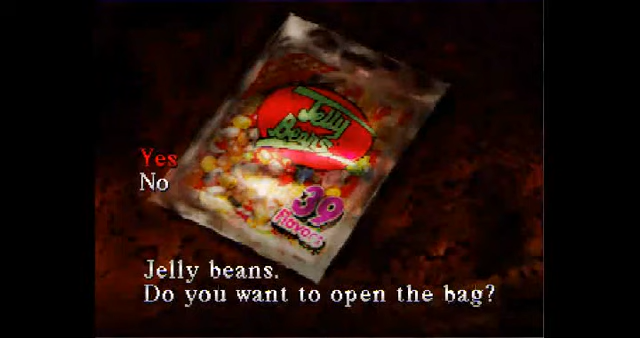 Jelly
Beans
39
Flavors
Yes
No
Jelly beans.
Do you want to open the bag?